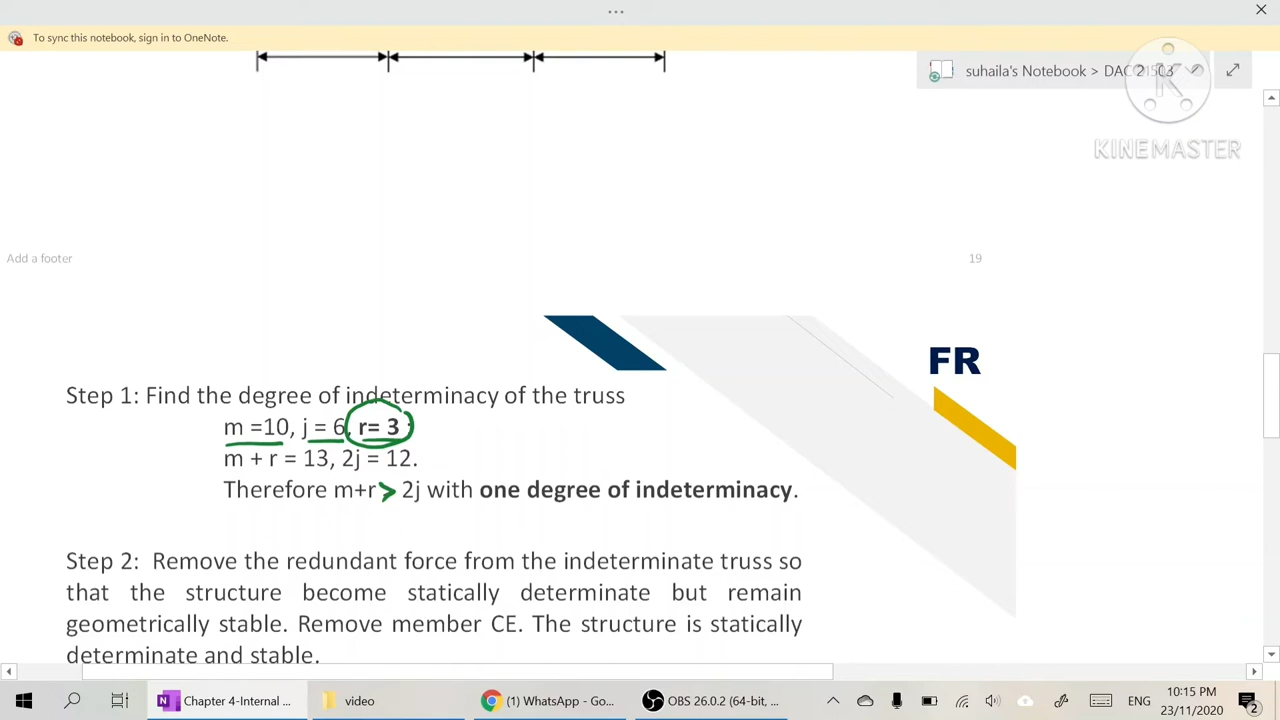 To sync this notebook, sign in to OneNote.
suhaila's Notebook > DAC 21503
KINEMASTER
Add a footer
19
FR
Step 1: Find the degree of indeterminacy of the truss
m =10, j = 6, r= 3
m + r = 13, 2j = 12.
Therefore m+r > 2j with one degree of indeterminacy.
Step 2: Remove the redundant force from the indeterminate truss so
that the structure become statically determinate but remain
geometrically stable. Remove member CE. The structure is statically
determinate and stable.
Chapter 4-Internal ...
video
(1) WhatsApp - Go...
OBS 26.0.2 (64-bit, ...
10:15 PM
23/11/2020
2